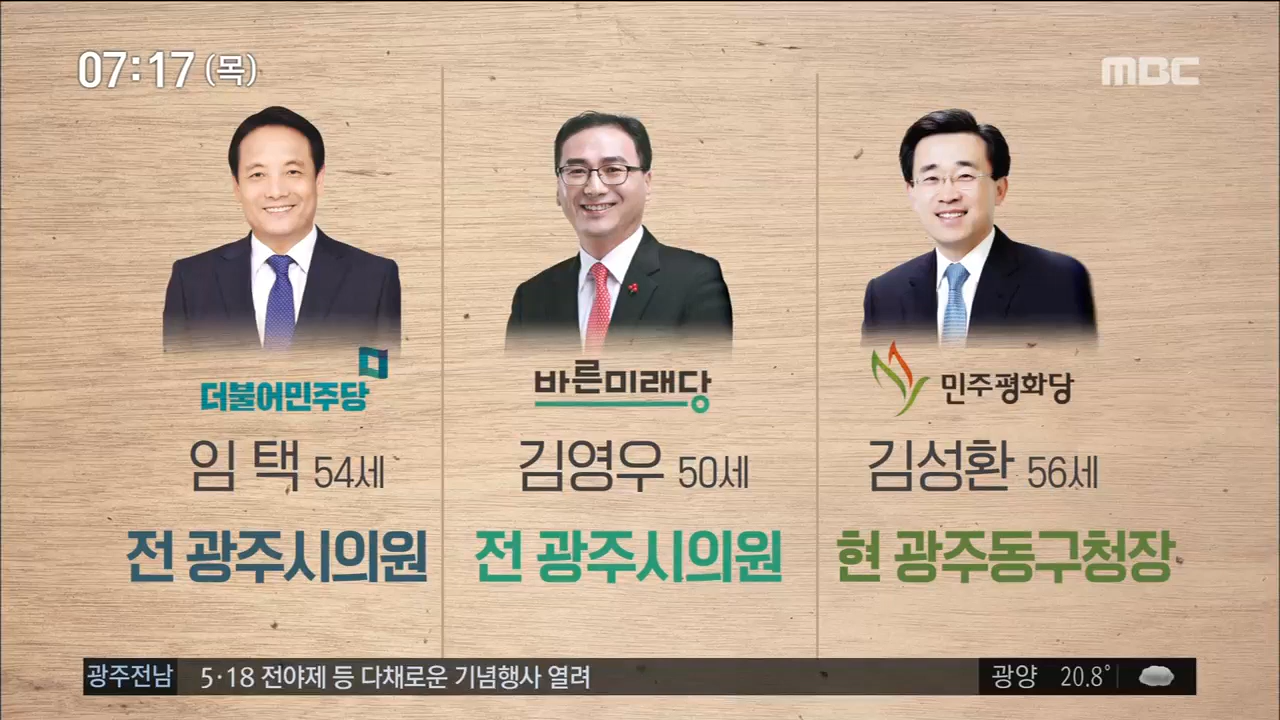 07:17 (목)
MBC
더불어민주당
임 택 54세
전 광주시의원
바른미래당
김영우 50세
전 광주시의원
민주평화당
김성환 56세
현 광주동구청장
광주전남 5·18 전야제 등 다채로운 기념행사 열려 광양 20.8°